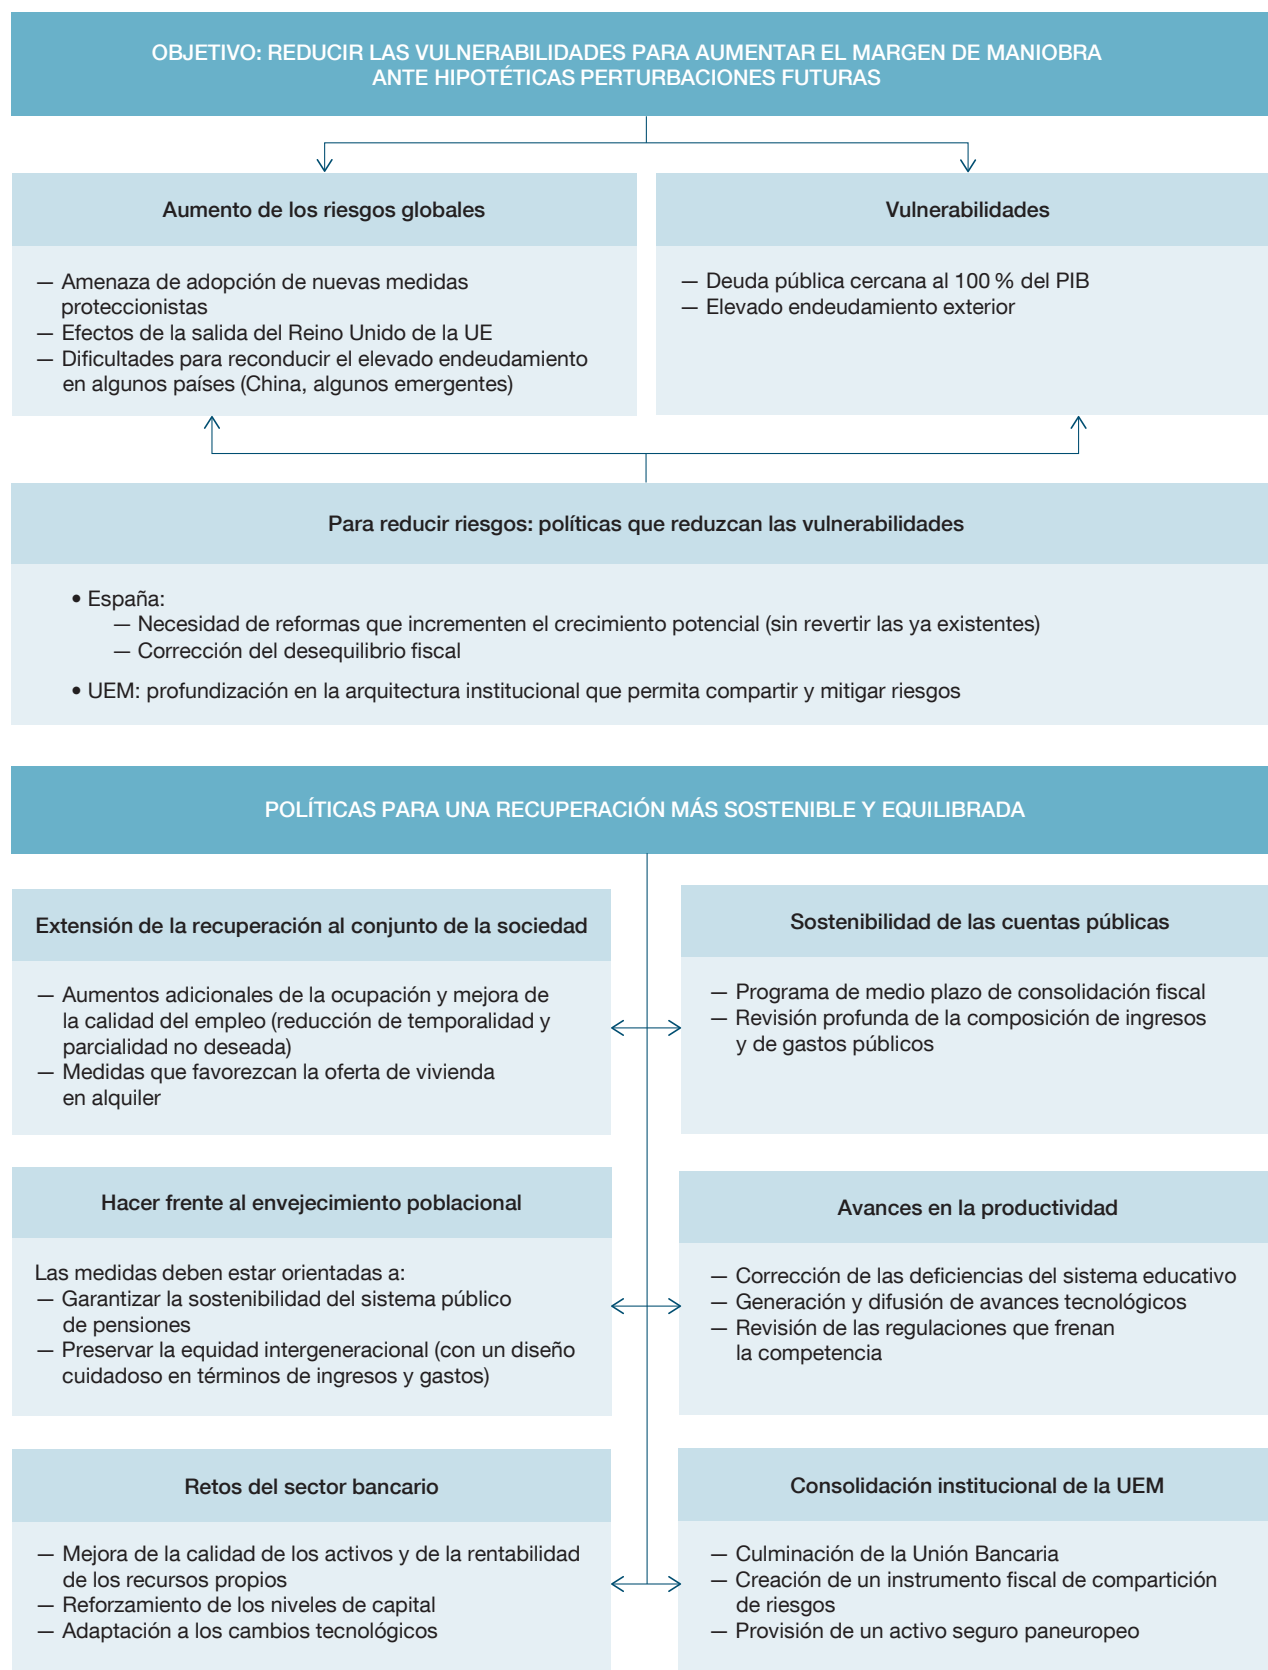 OBJETIVO: REDUCIR LAS VULNERABILIDADES PARA AUMENTAR EL MARGEN DE MANIOBRA
ANTE HIPOTÉTICAS PERTURBACIONES FUTURAS
Aumento de los riesgos globales
— Amenaza de adopción de nuevas medidas
proteccionistas
— Efectos de la salida del Reino Unido de la UE
— Dificultades para reconducir el elevado endeudamiento
en algunos países (China, algunos emergentes)
Vulnerabilidades
— Deuda pública cercana al 100 % del PIB
— Elevado endeudamiento exterior
Para reducir riesgos: políticas que reduzcan las vulnerabilidades
• España:
— Necesidad de reformas que incrementen el crecimiento potencial (sin revertir las ya existentes)
— Corrección del desequilibrio fiscal
• UEM: profundización en la arquitectura institucional que permita compartir y mitigar riesgos
POLÍTICAS PARA UNA RECUPERACIÓN MÁS SOSTENIBLE Y EQUILIBRADA
Extensión de la recuperación al conjunto de la sociedad
— Aumentos adicionales de la ocupación y mejora de
la calidad del empleo (reducción de temporalidad y
parcialidad no deseada)
— Medidas que favorezcan la oferta de vivienda
en alquiler
Sostenibilidad de las cuentas públicas
— Programa de medio plazo de consolidación fiscal
— Revisión profunda de la composición de ingresos
y de gastos públicos
Hacer frente al envejecimiento poblacional
Las medidas deben estar orientadas a:
— Garantizar la sostenibilidad del sistema público
de pensiones
— Preservar la equidad intergeneracional (con un diseño
cuidadoso en términos de ingresos y gastos)
Avances en la productividad
— Corrección de las deficiencias del sistema educativo
— Generación y difusión de avances tecnológicos
— Revisión de las regulaciones que frenan
la competencia
Retos del sector bancario
— Mejora de la calidad de los activos y de la rentabilidad
de los recursos propios
— Reforzamiento de los niveles de capital
— Adaptación a los cambios tecnológicos
Consolidación institucional de la UEM
— Culminación de la Unión Bancaria
— Creación de un instrumento fiscal de compartición
de riesgos
— Provisión de un activo seguro paneuropeo